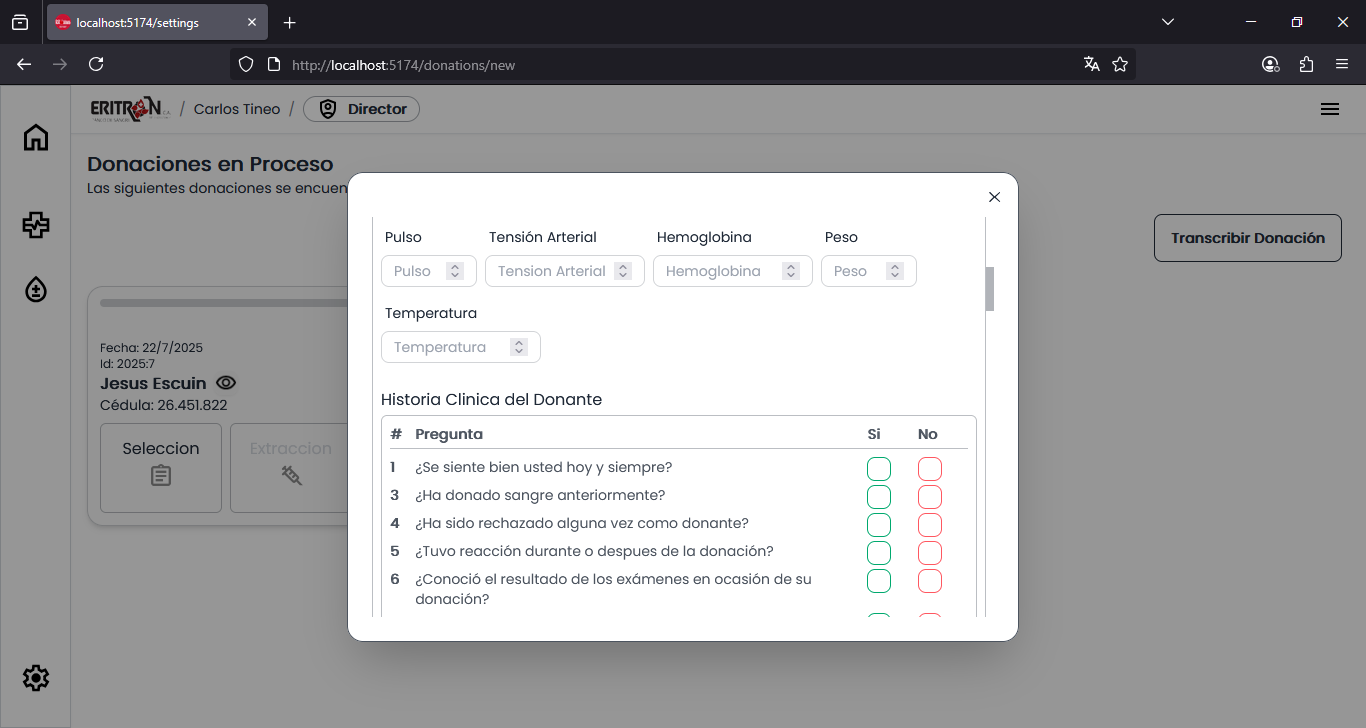 localhost:5174/settings
http://localhost:5174/donations/new
ERITRON / Carlos Tineo / Director
Donaciones en Proceso
Las siguientes donaciones se encuen
Transcribir Donación
Fecha: 22/7/2025
Id: 2025:7
Jesus Escuin
Cédula: 26.451.822
Seleccion
Extraccion
Pulso Tensión Arterial Hemoglobina Peso
Pulso Tension Arterial Hemoglobina Peso
Temperatura
Temperatura
Historia Clinica del Donante
# Pregunta Si No
1 ¿Se siente bien usted hoy y siempre?
3 ¿Ha donado sangre anteriormente?
4 ¿Ha sido rechazado alguna vez como donante?
5 ¿Tuvo reacción durante o despues de la donación?
6 ¿Conoció el resultado de los exámenes en ocasión de su
donación?